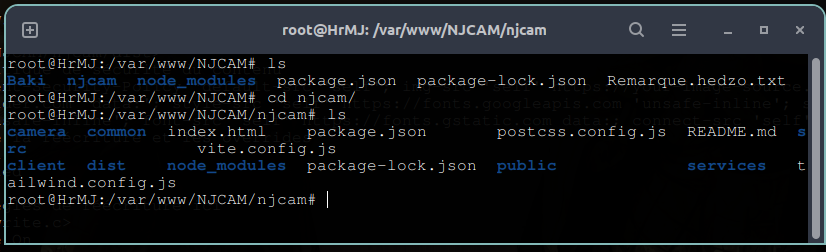 root@HrMJ: /var/www/NJCAM/njcam
root@HrMJ:/var/www/NJCAM# ls
Baki njcam node_modules package.json package-lock.json Remarque.hedzo.txt
root@HrMJ:/var/www/NJCAM# cd njcam/
root@HrMJ:/var/www/NJCAM/njcam# ls
camera common index.html package.json postcss.config.js README.md s
rc vite.config.js
client dist node_modules package-lock.json public services t
ailwind.config.js
root@HrMJ:/var/www/NJCAM/njcam#